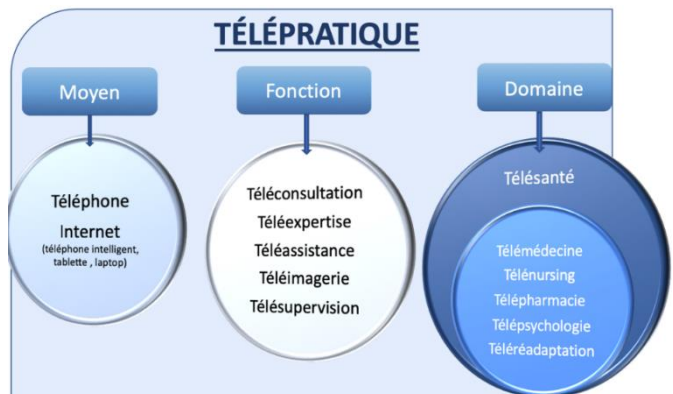 TÉLÉPRATIQUE
Moyen
Téléphone
Internet
(téléphone intelligent,
tablette , laptop)
Fonction
Téléconsultation
Téléexpertise
Téléassistance
Téléimagerie
Télésupervision
Domaine
Télésanté
Télémédecine
Télénursing
Télépharmacie
Télépsychologie
Téléréadaptation